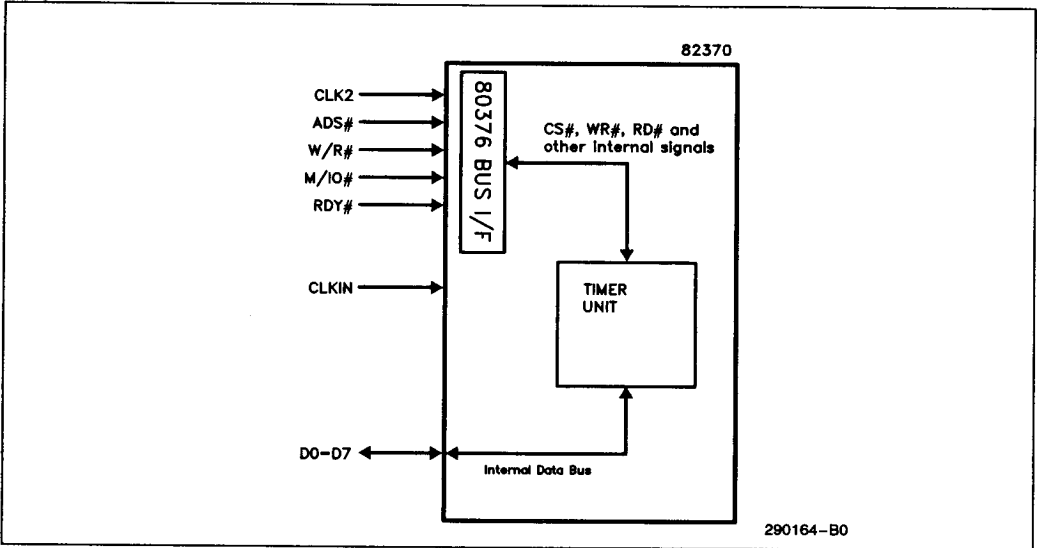 82370
CLK2
ADS#
W/R#
M/IO#
RDY#
80376 BUS I/F
CS#, WR#, RD# and
other internal signals
CLKIN
TIMER
UNIT
D0-D7
Internal Data Bus
290164-B0